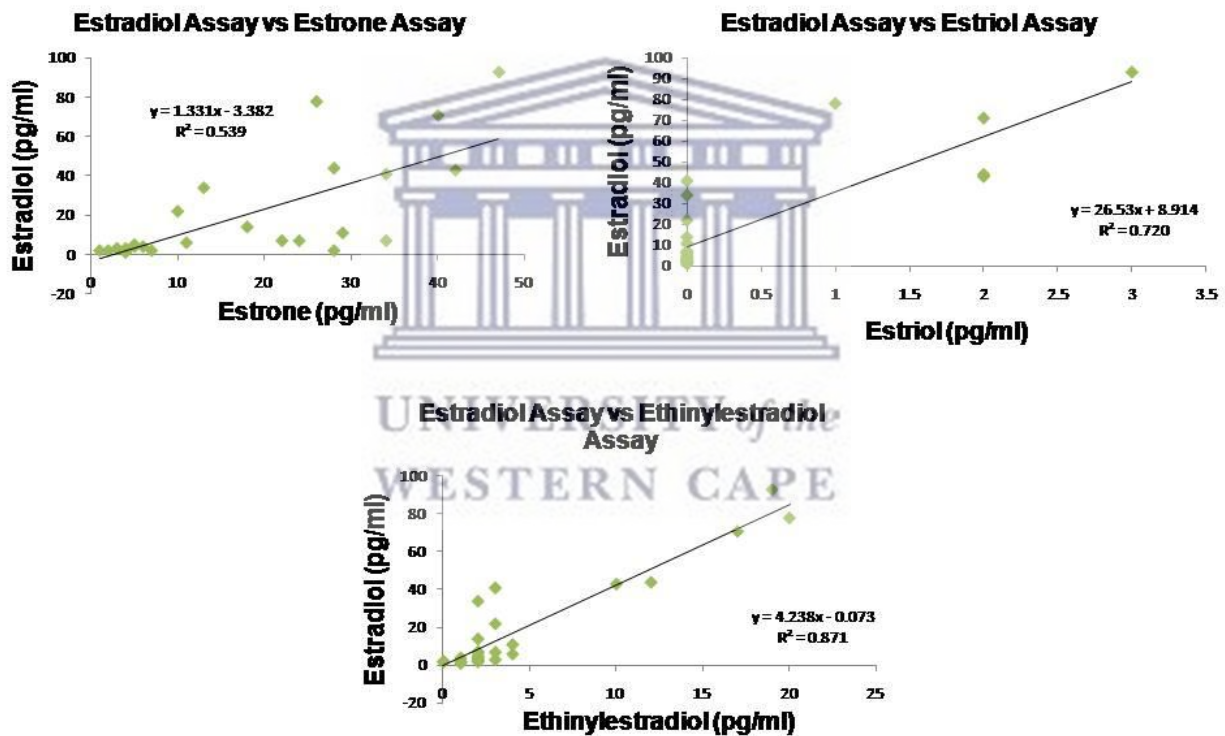 Estradiol Assay vs Estrone Assay
Estradiol (pg/ml)
100
80
60
40
20
0
-20
y = 1.331x - 3.382
R² = 0.539
0
10
20
30
40
50
Estrone (pg/ml)
Estradiol Assay vs Estriol Assay
Estradiol (pg/ml)
100
90
80
70
60
50
40
30
20
10
0
y = 26.53x + 8.914
R² = 0.720
0
0.5
1
1.5
2
2.5
3
3.5
Estriol (pg/ml)
UNIVERSITY of the
WESTERN CAPE
Estradiol Assay vs Ethinylestradiol
Assay
Estradiol (pg/ml)
100
80
60
40
20
0
-20
y = 4.238x - 0.073
R² = 0.871
0
5
10
15
20
25
Ethinylestradiol (pg/ml)